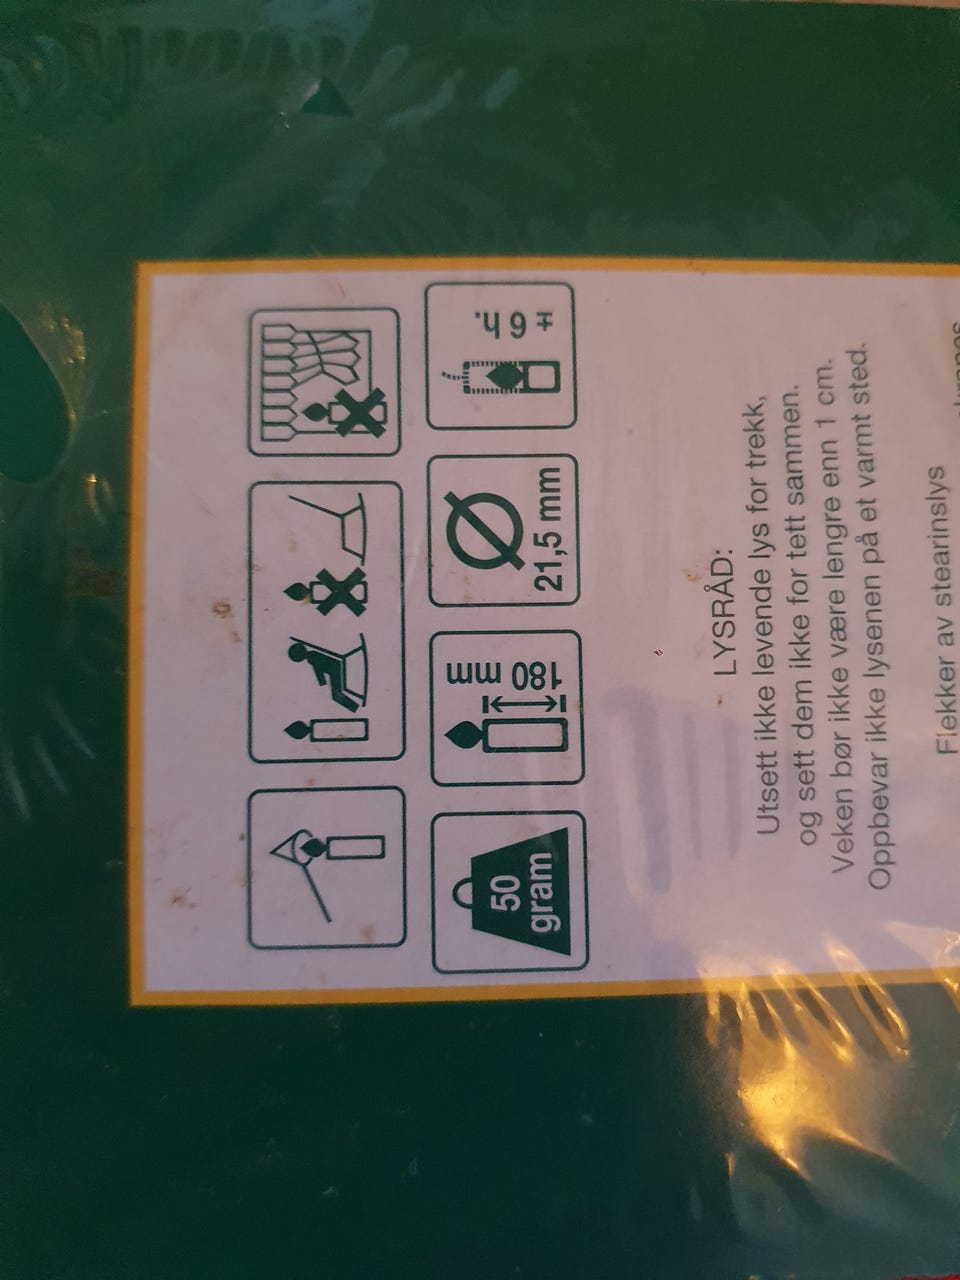 50
gram
180
mm
21,5 mm
± 6 h.
LYSRÅD:
Utsett ikke levende lys for trekk,
og sett dem ikke for tett sammen.
Veken bør ikke være lengre enn 1 cm.
Oppbevar ikke lysenen på et varmt sted.
Flekker av stearinslys